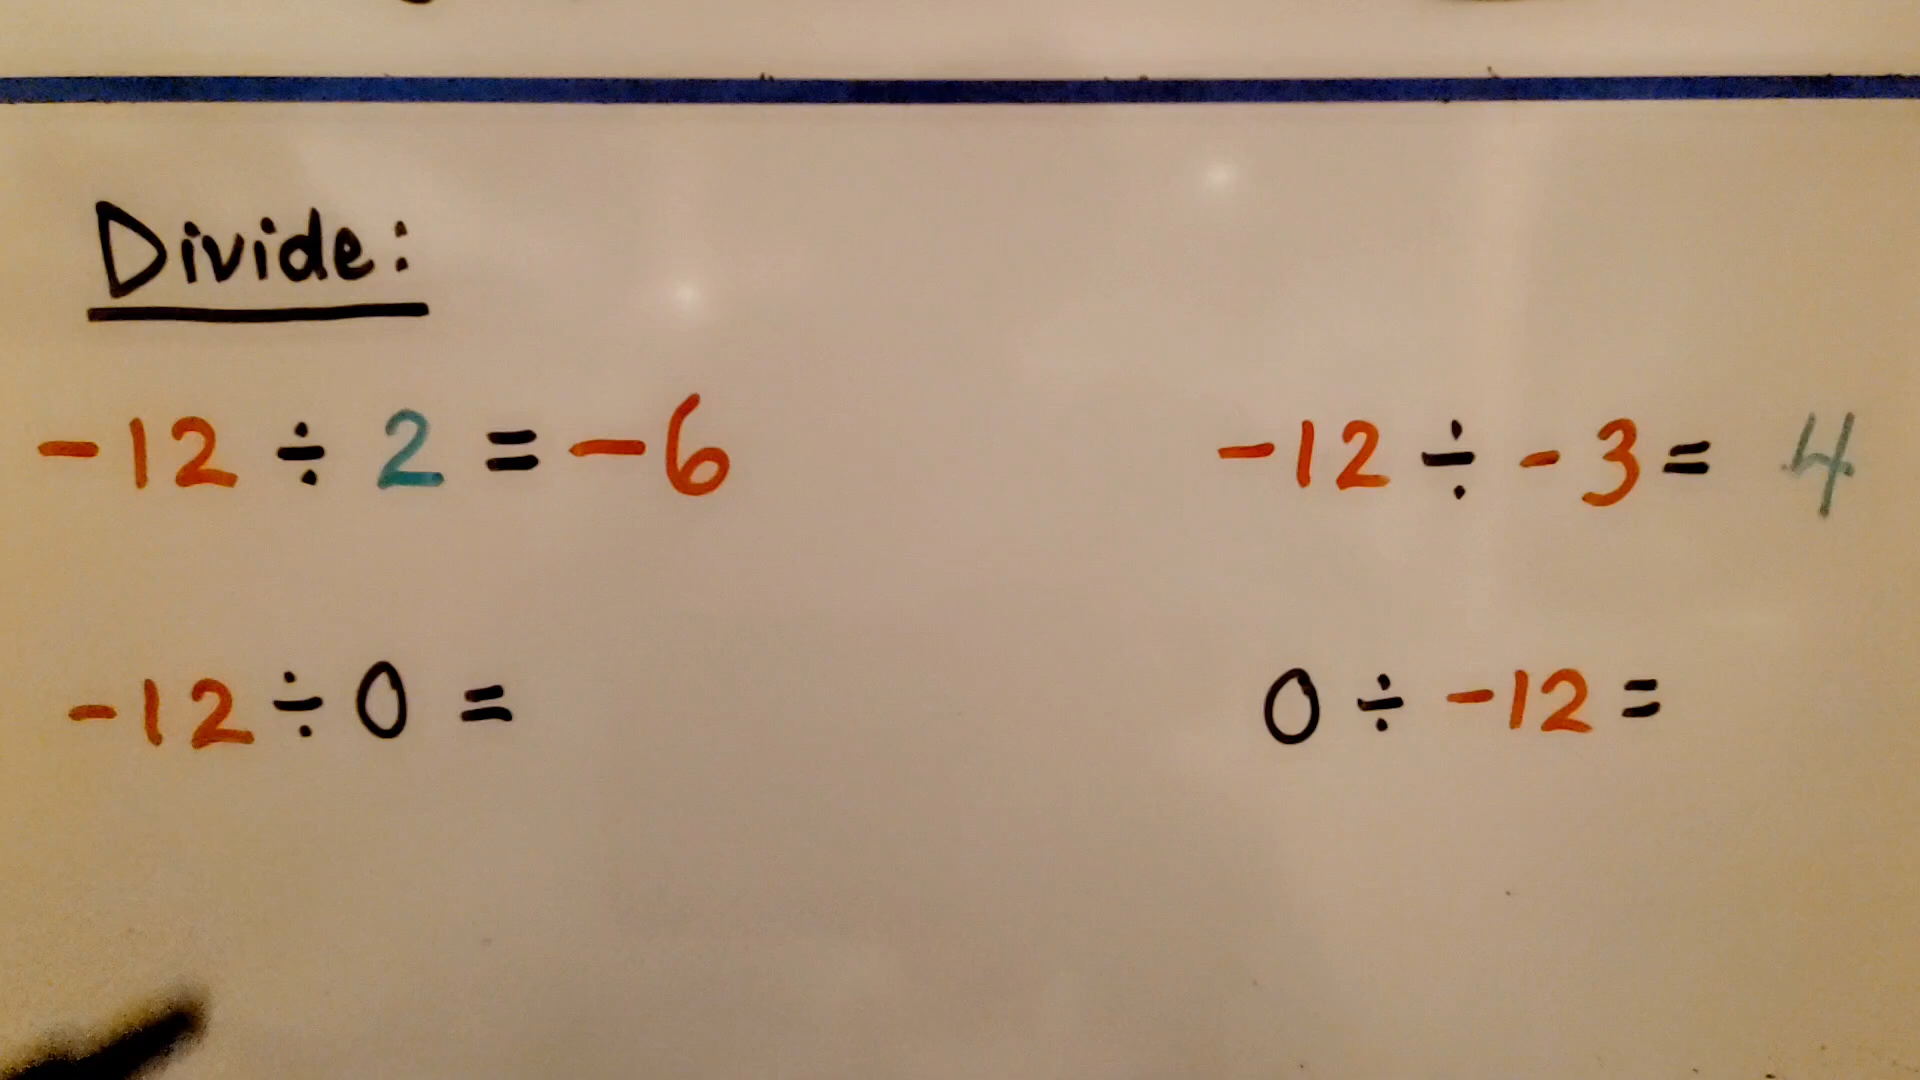 Divide:
-12 ÷ 2 = -6
-12 ÷ -3 = 4
-12 ÷ 0 =
0 ÷ -12 =